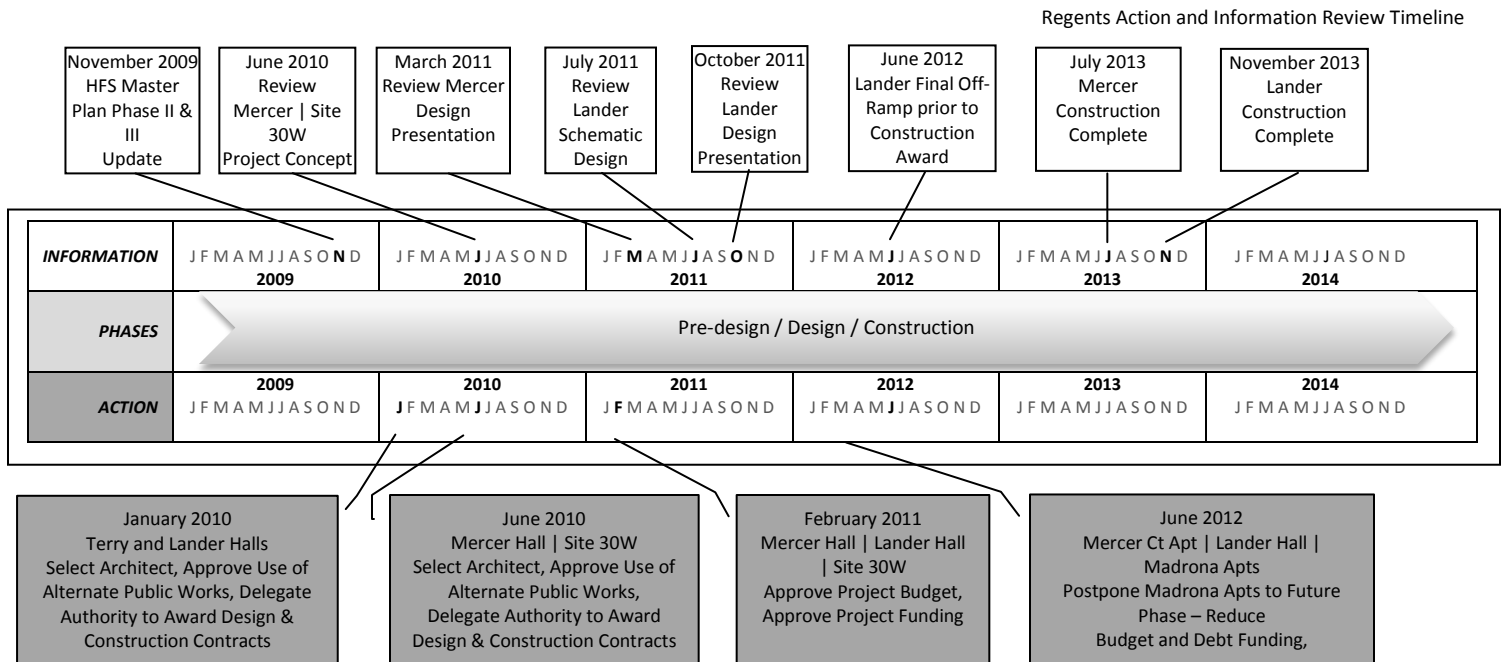 Regents Action and Information Review Timeline
November 2009
HFS Master
Plan Phase II &
III
Update
June 2010
Review
Mercer | Site
30W
Project Concept
March 2011
Review Mercer
Design
Presentation
July 2011
Review
Lander
Schematic
Design
October 2011
Review
Lander
Design
Presentation
June 2012
Lander Final Off-
Ramp prior to
Construction
Award
July 2013
Mercer
Construction
Complete
November 2013
Lander
Construction
Complete
INFORMATION
J F M A M J J A S O N D
2009
J F M A M J J A S O N D
2010
J F M A M J J A S O N D
2011
J F M A M J J A S O N D
2012
J F M A M J J A S O N D
2013
J F M A M J J A S O N D
2014
PHASES
Pre-design / Design / Construction
ACTION
2009
J F M A M J J A S O N D
2010
J F M A M J J A S O N D
2011
J F M A M J J A S O N D
2012
J F M A M J J A S O N D
2013
J F M A M J J A S O N D
2014
J F M A M J J A S O N D
January 2010
Terry and Lander Halls
Select Architect, Approve Use of
Alternate Public Works, Delegate
Authority to Award Design &
Construction Contracts
June 2010
Mercer Hall | Site 30W
Select Architect, Approve Use of
Alternate Public Works,
Delegate Authority to Award
Design & Construction Contracts
February 2011
Mercer Hall | Lander Hall
| Site 30W
Approve Project Budget,
Approve Project Funding
June 2012
Mercer Ct Apt | Lander Hall |
Madrona Apts
Postpone Madrona Apts to Future
Phase – Reduce
Budget and Debt Funding,